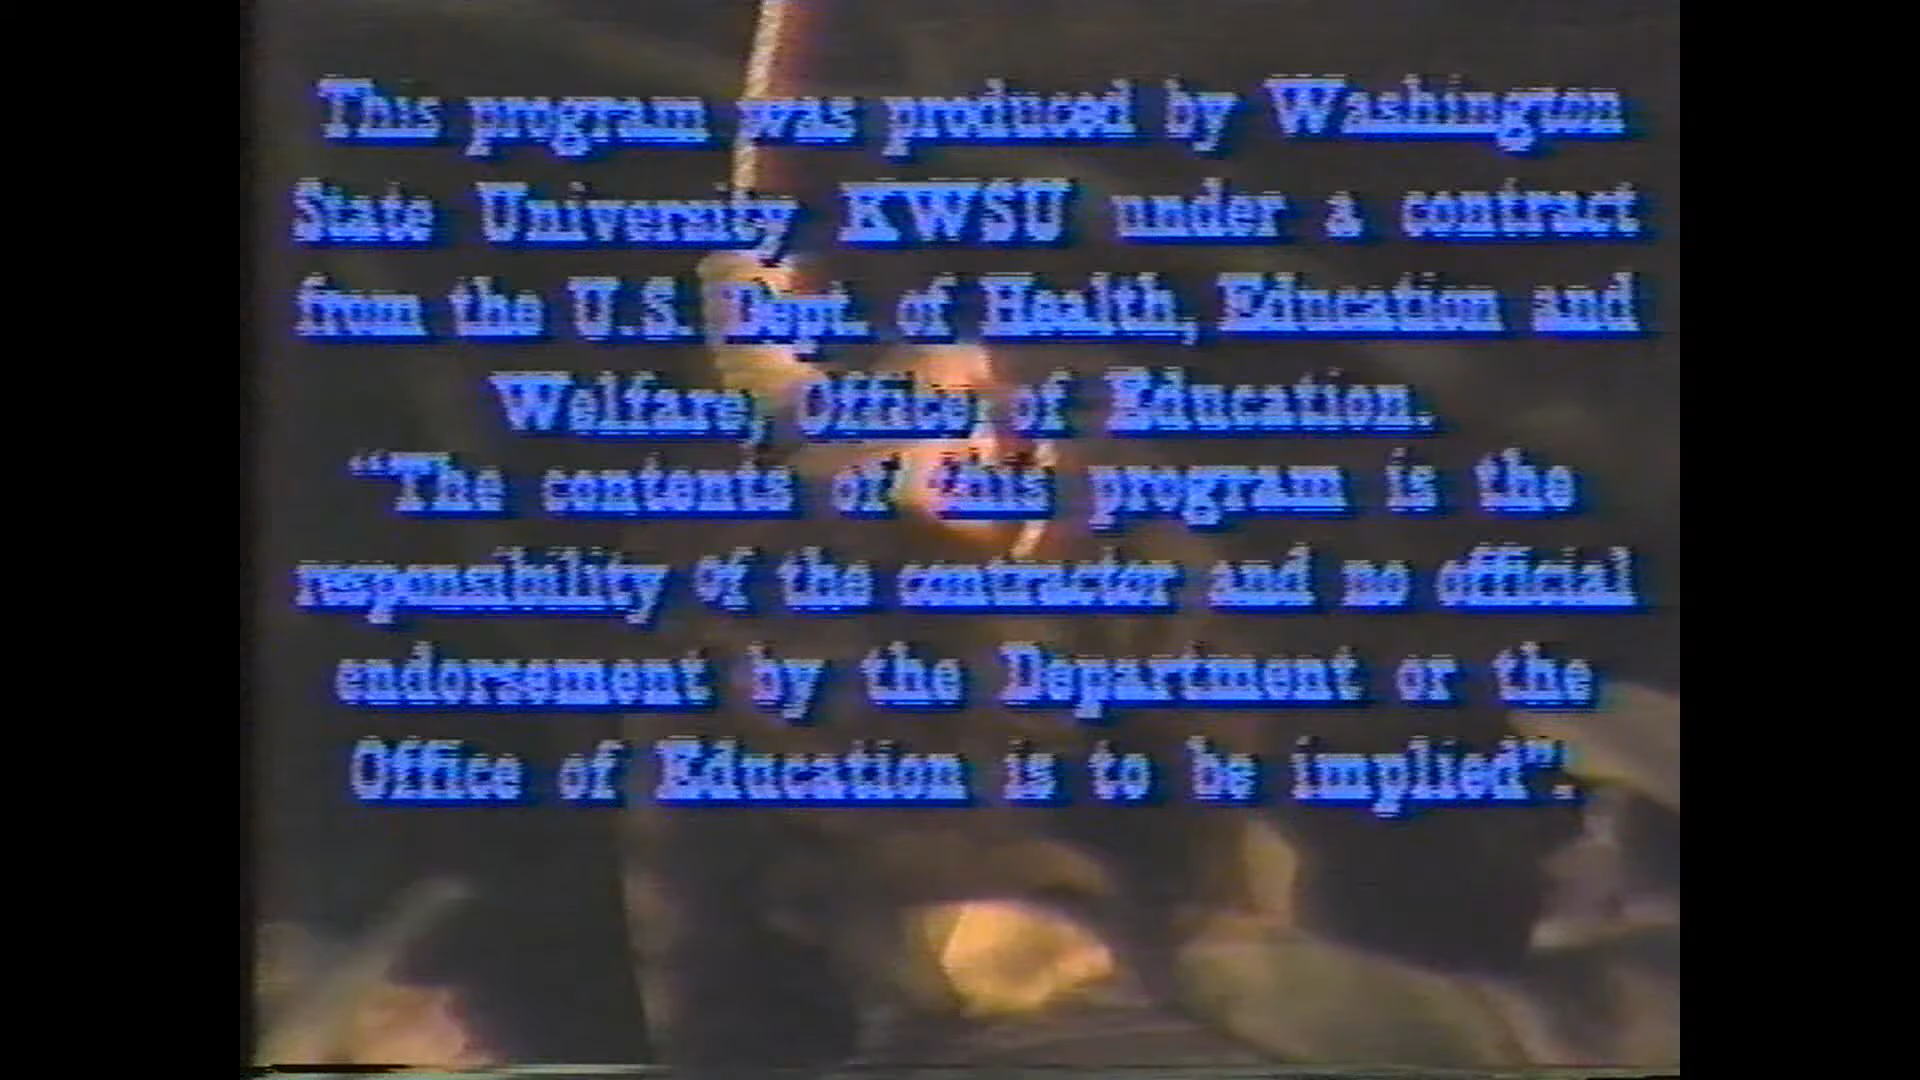 This program was produced by Washington
State University KWSU under a contract
from the U.S. Dept. of Health, Education and
Welfare, Office of Education.
“The contents of this program is the
responsibility of the contractor and no official
endorsement by the Department or the
Office of Education is to be implied”.